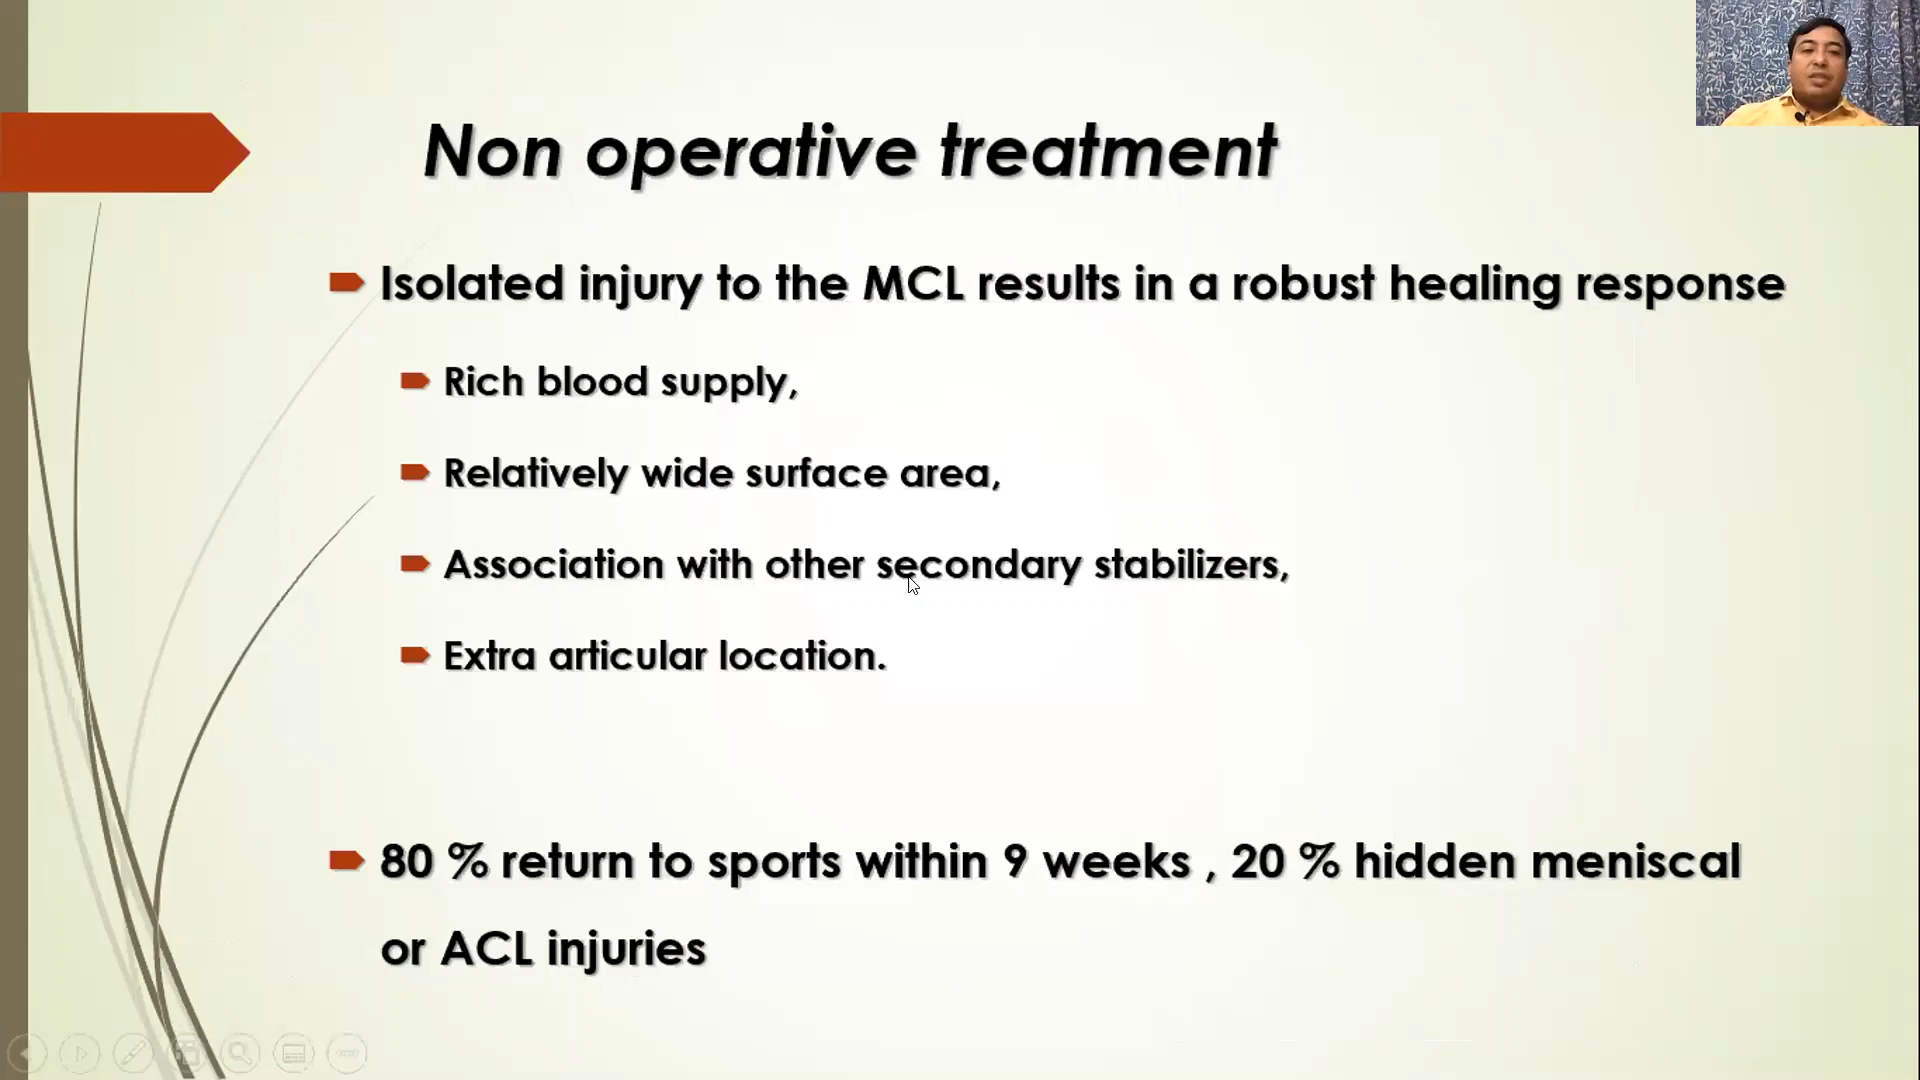 Non operative treatment
Isolated injury to the MCL results in a robust healing response
Rich blood supply,
Relatively wide surface area,
Association with other secondary stabilizers,
Extra articular location.
80 % return to sports within 9 weeks , 20 % hidden meniscal
or ACL injuries